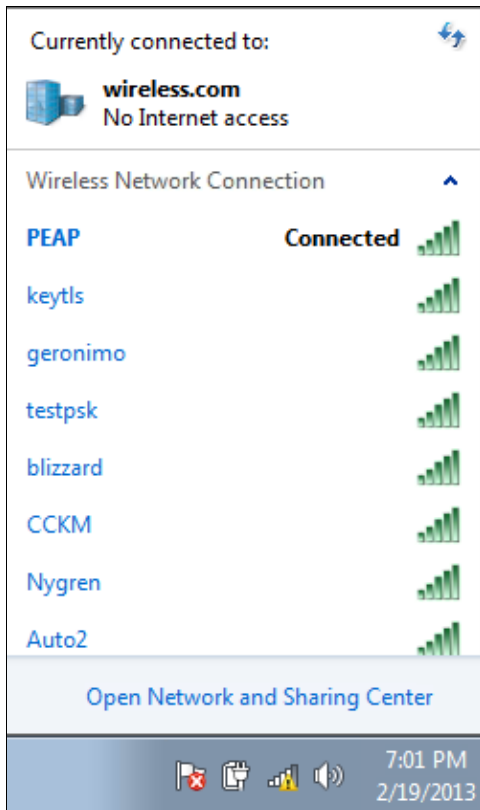 Currently connected to:
wireless.com
No Internet access
Wireless Network Connection
PEAP Connected
keytls
geronimo
testpsk
blizzard
CCKM
Nygren
Auto2
Open Network and Sharing Center
7:01 PM
2/19/2013